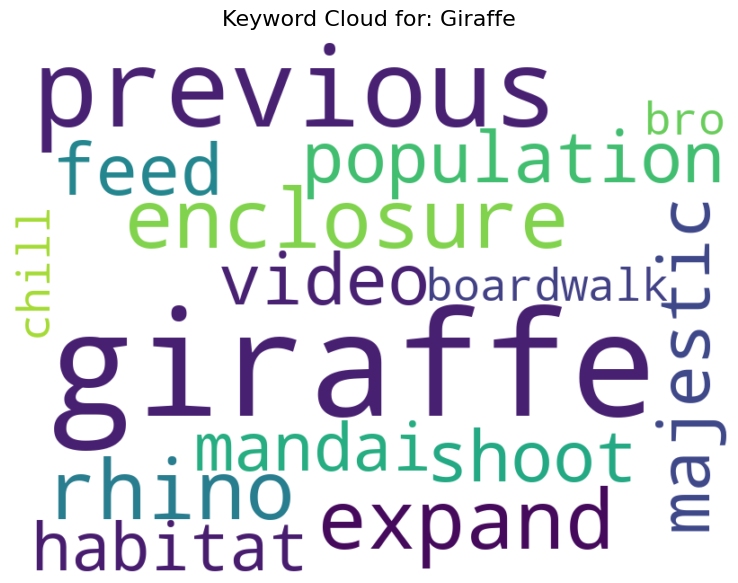 Keyword Cloud for: Giraffe
previous
bro
feed
population
enclosure
chill
majestic
video
boardwalk
giraffe
mandai
shoot
rhino
expand
habitat